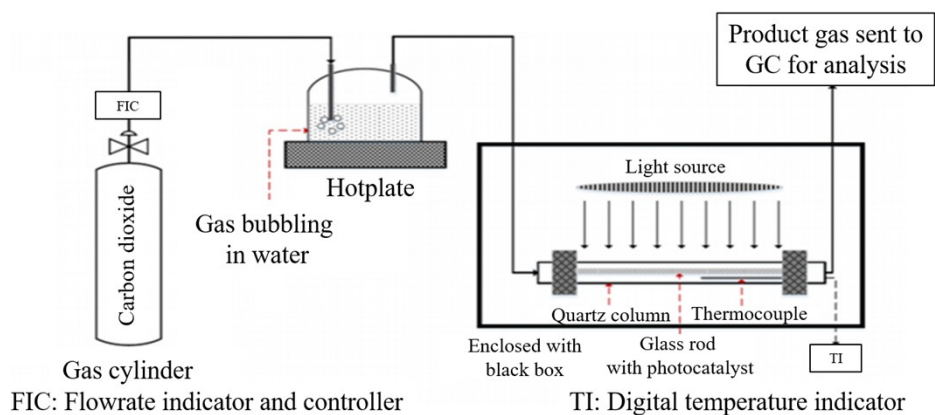 Product gas sent to
GC for analysis
FIC
Light source
Hotplate
Carbon dioxide
Gas bubbling
in water
Quartz column
Thermocouple
Enclosed with
black box
Glass rod
with photocatalyst
TI
Gas cylinder
FIC: Flowrate indicator and controller
TI: Digital temperature indicator